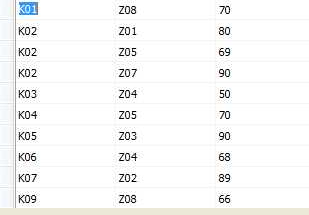 K01 Z08 70
K02 Z01 80
K02 Z05 69
K02 Z07 90
K03 Z04 50
K04 Z05 70
K05 Z03 90
K06 Z04 68
K07 Z02 89
K09 Z08 66